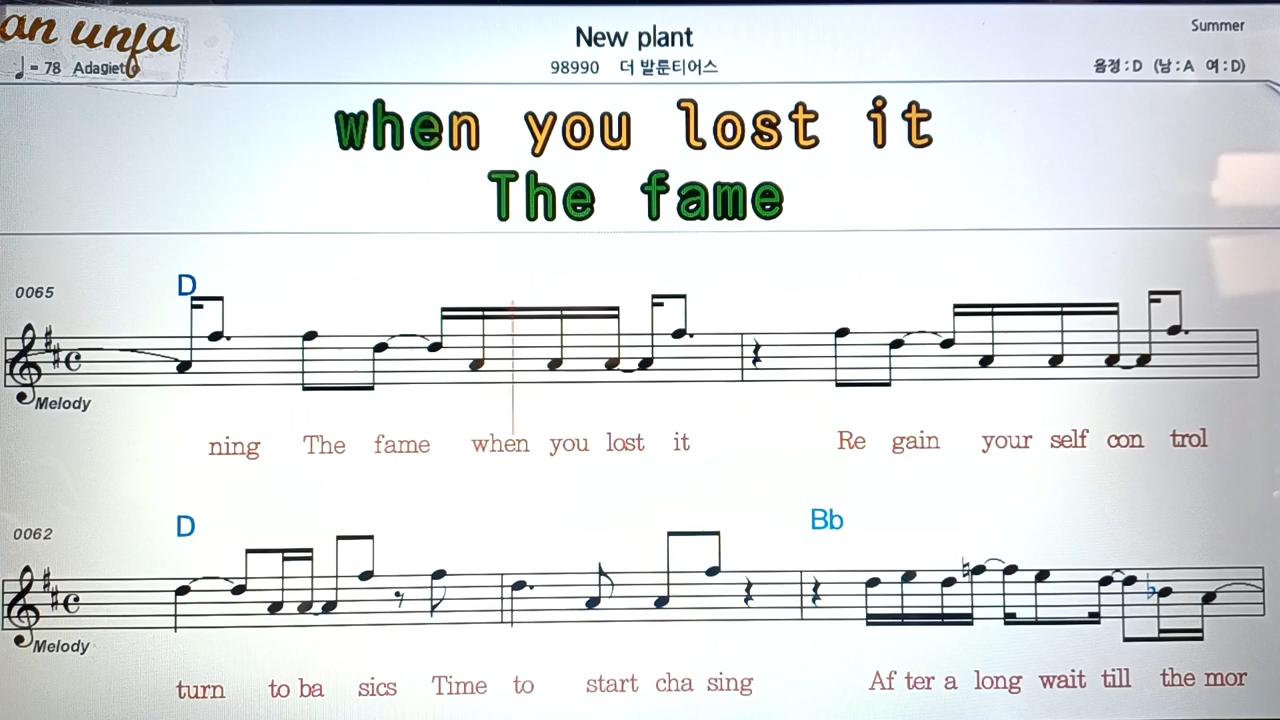 an unfa
New plant
Summer
♩= 78 Adagietto
98990 더 발룬티어스
음정 : D (남 : A 여 : D)
when you lost it
The fame
D
0065
Melody
ning The fame when you lost it Re gain your self con trol
D
Bb
0062
Melody
turn to ba sics Time to start cha sing Af ter a long wait till the mor